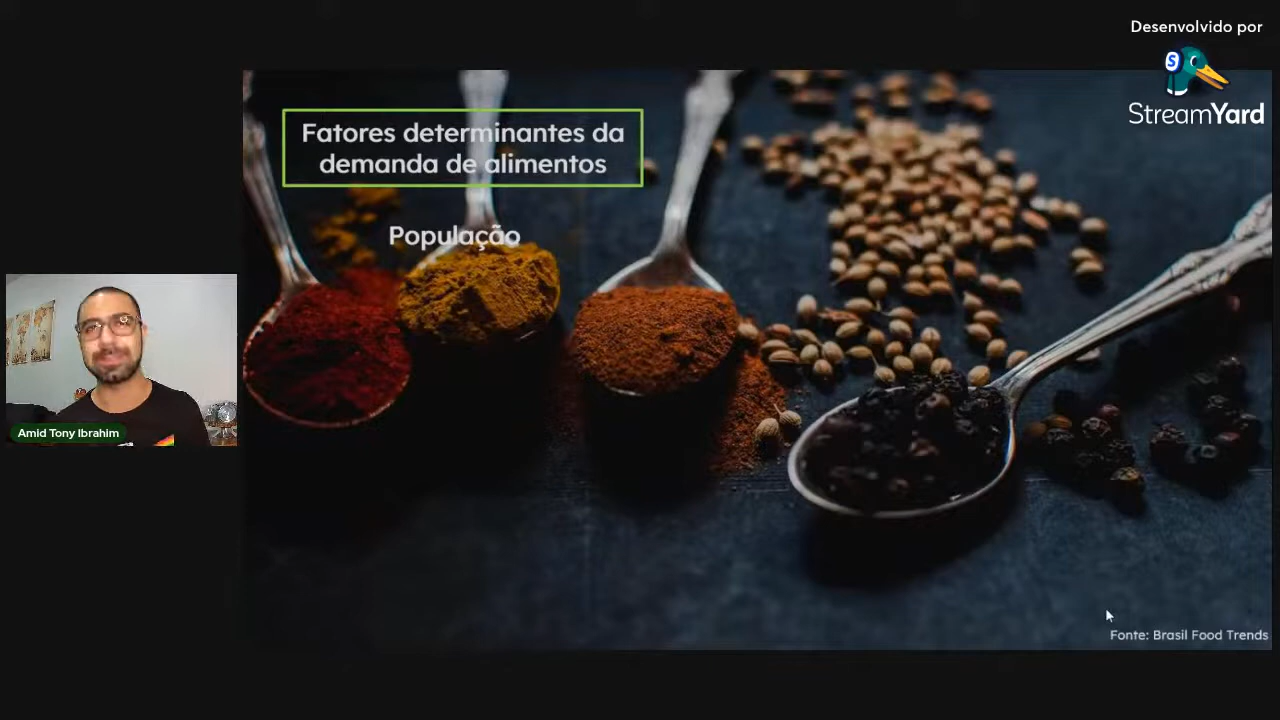 Desenvolvido por
StreamYard
Fatores determinantes da
demanda de alimentos
População
Amid Tony Ibrahim
Fonte: Brasil Food Trends